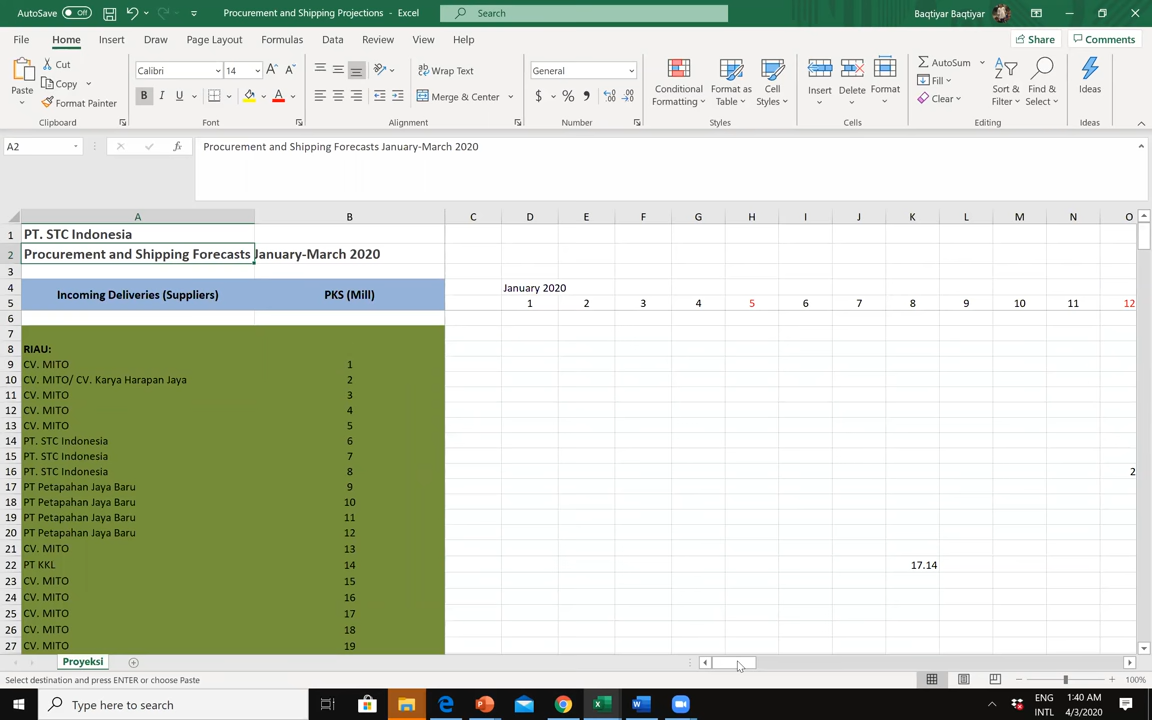 AutoSave Off Procurement and Shipping Projections - Excel Search Baqtiyar Baqtiyar
File Home Insert Draw Page Layout Formulas Data Review View Help Share Comments
Paste Cut Copy Format Painter Clipboard
Calibri 14 A A B I U A Font
Wrap Text Merge & Center Alignment
General $ % Number
Conditional Formatting Format as Table Cell Styles Styles
Insert Delete Format Cells
AutoSum Fill Clear Sort & Filter Find & Select Editing
Ideas Ideas
A2 fx Procurement and Shipping Forecasts January-March 2020
A B C D E F G H I J K L M N O
1 PT. STC Indonesia
2 Procurement and Shipping Forecasts January-March 2020
3
4 January 2020
Incoming Deliveries (Suppliers) PKS (Mill)
5 1 2 3 4 5 6 7 8 9 10 11 12
6
7
8 RIAU:
9 CV. MITO 1
10 CV. MITO/ CV. Karya Harapan Jaya 2
11 CV. MITO 3
12 CV. MITO 4
13 CV. MITO 5
14 PT. STC Indonesia 6
15 PT. STC Indonesia 7
16 PT. STC Indonesia 8 2
17 PT Petapahan Jaya Baru 9
18 PT Petapahan Jaya Baru 10
19 PT Petapahan Jaya Baru 11
20 PT Petapahan Jaya Baru 12
21 CV. MITO 13
22 PT KKL 14 17.14
23 CV. MITO 15
24 CV. MITO 16
25 CV. MITO 17
26 CV. MITO 18
27 CV. MITO 19
Proyeksi
Select destination and press ENTER or choose Paste 100%
Type here to search ENG INTL 1:40 AM 4/3/2020